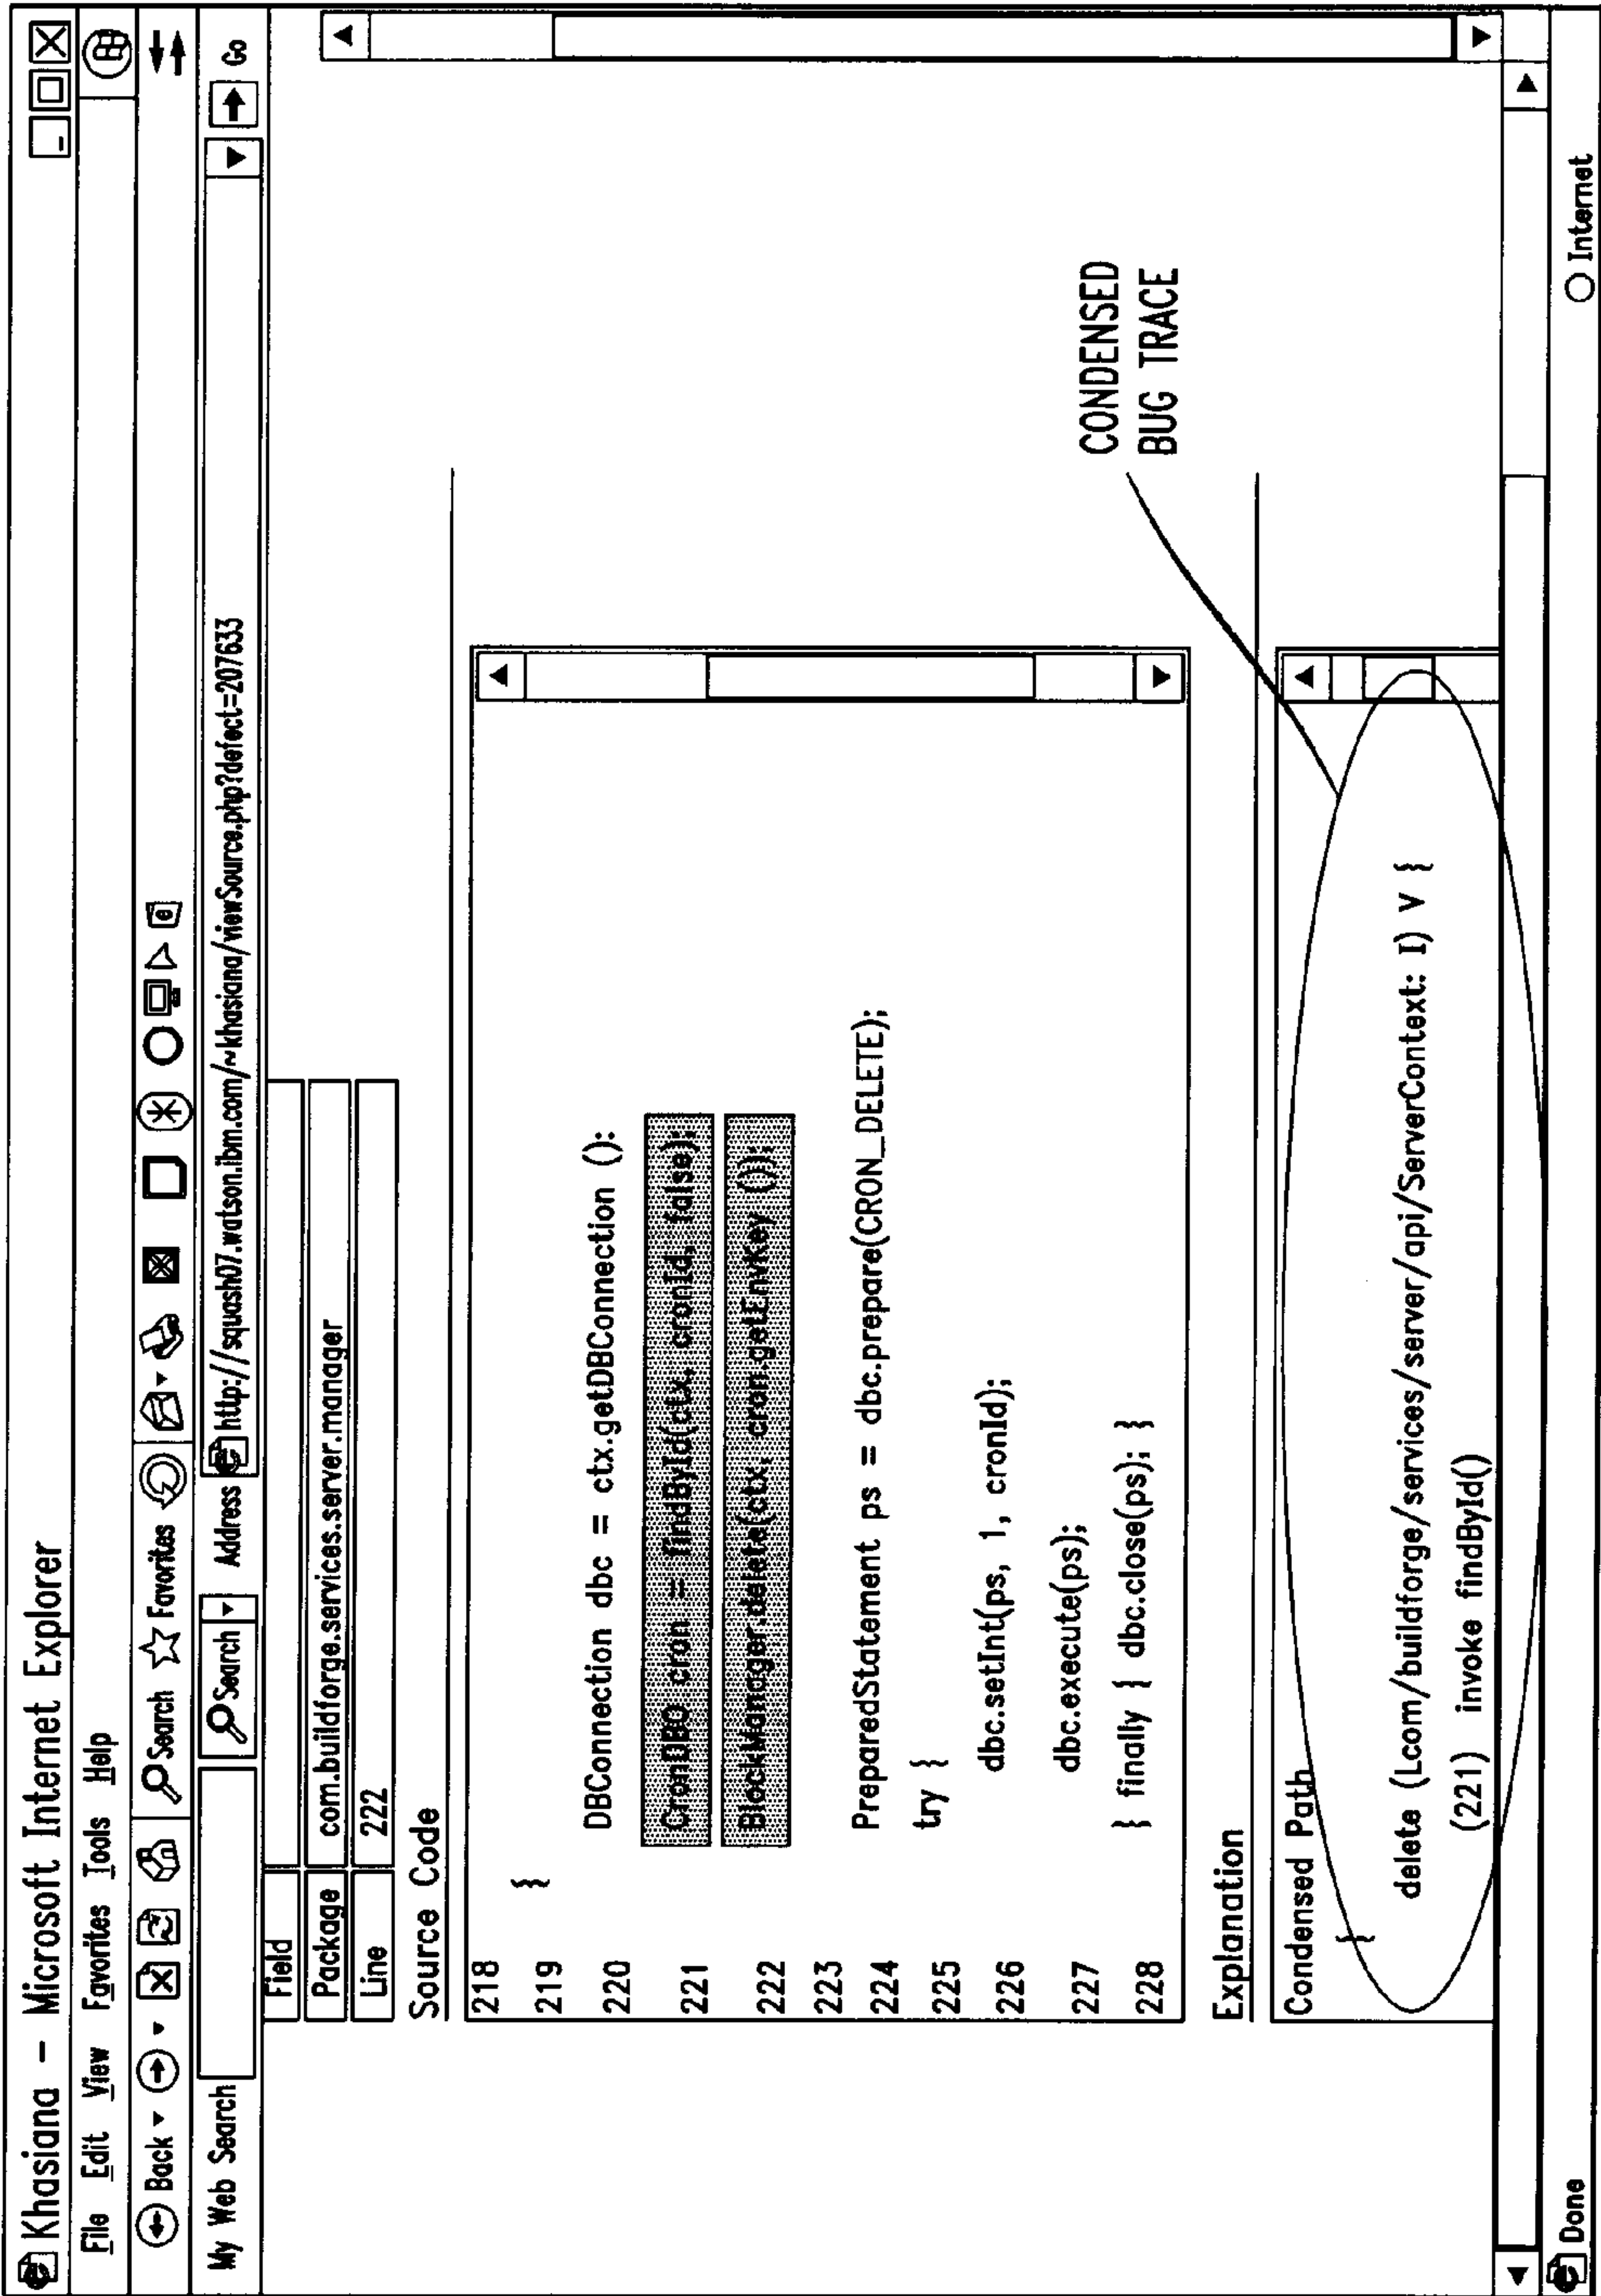 Khasiana - Microsoft Internet Explorer
File Edit View Favorites Tools Help
Back Search Favorites
My Web Search Search Address http://squash07.watson.ibm.com/~khasiana/viewSource.php?defect=207633 Go
Field
Package com.buildforge.services.server.manager
Line 222
Source Code
218 }
219
220 DBConnection dbc = ctx.getDBConnection ():
221 CronDBO cron = findById(ctx, cronId, false);
222 BlockManager.delete(ctx, cron.getEnvKey ());
223
224 PreparedStatement ps = dbc.prepare(CRON_DELETE);
225 try {
226 dbc.setInt(ps, 1, cronId);
227 dbc.execute(ps);
228 } finally { dbc.close(ps); }
Explanation
CONDENSED
BUG TRACE
Condensed Path
}
delete (Lcom/buildforge/services/server/api/ServerContext: I) V {
(221) invoke findById()
Done Internet